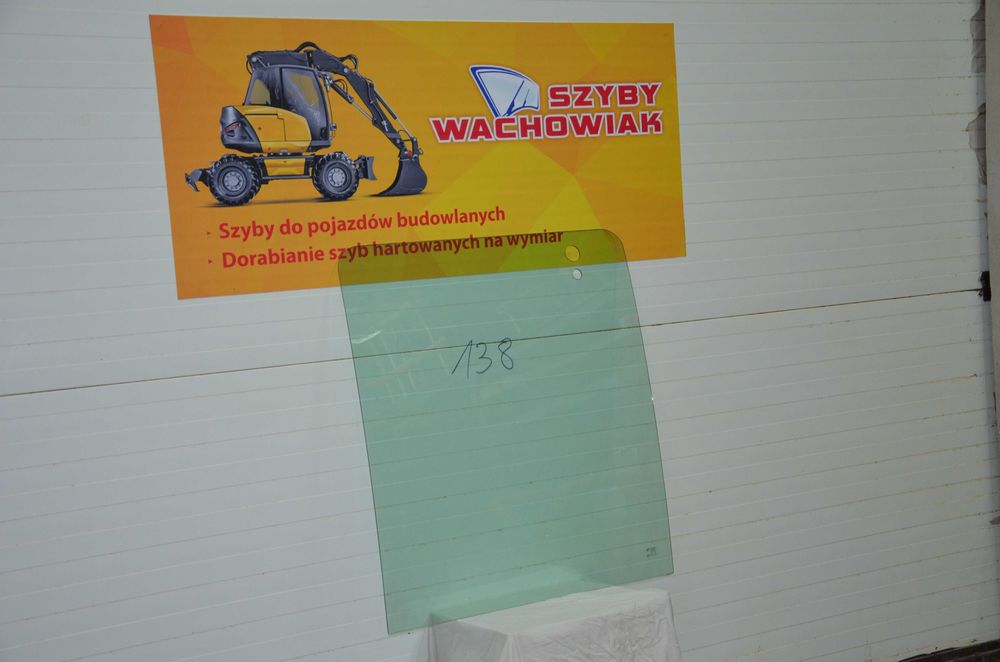 SZYBY
WACHOWIAK
Szyby do pojazdów budowlanych
Dorabianie szyb hartowanych na wymiar
138